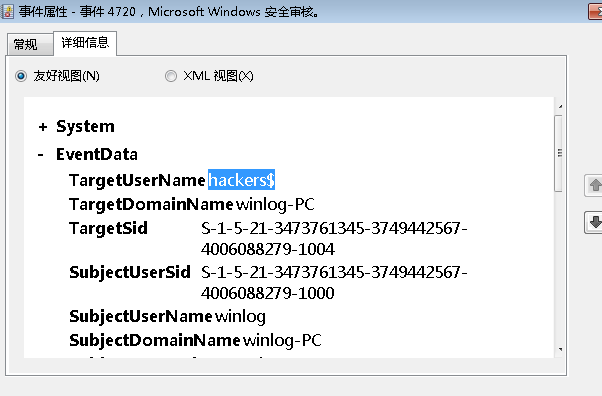 事件属性 - 事件 4720，Microsoft Windows 安全审核。
常规 详细信息
友好视图(N) XML 视图(X)
+ System
- EventData
TargetUserName hackers$
TargetDomainName winlog-PC
TargetSid S-1-5-21-3473761345-3749442567-
4006088279-1004
SubjectUserSid S-1-5-21-3473761345-3749442567-
4006088279-1000
SubjectUserName winlog
SubjectDomainName winlog-PC